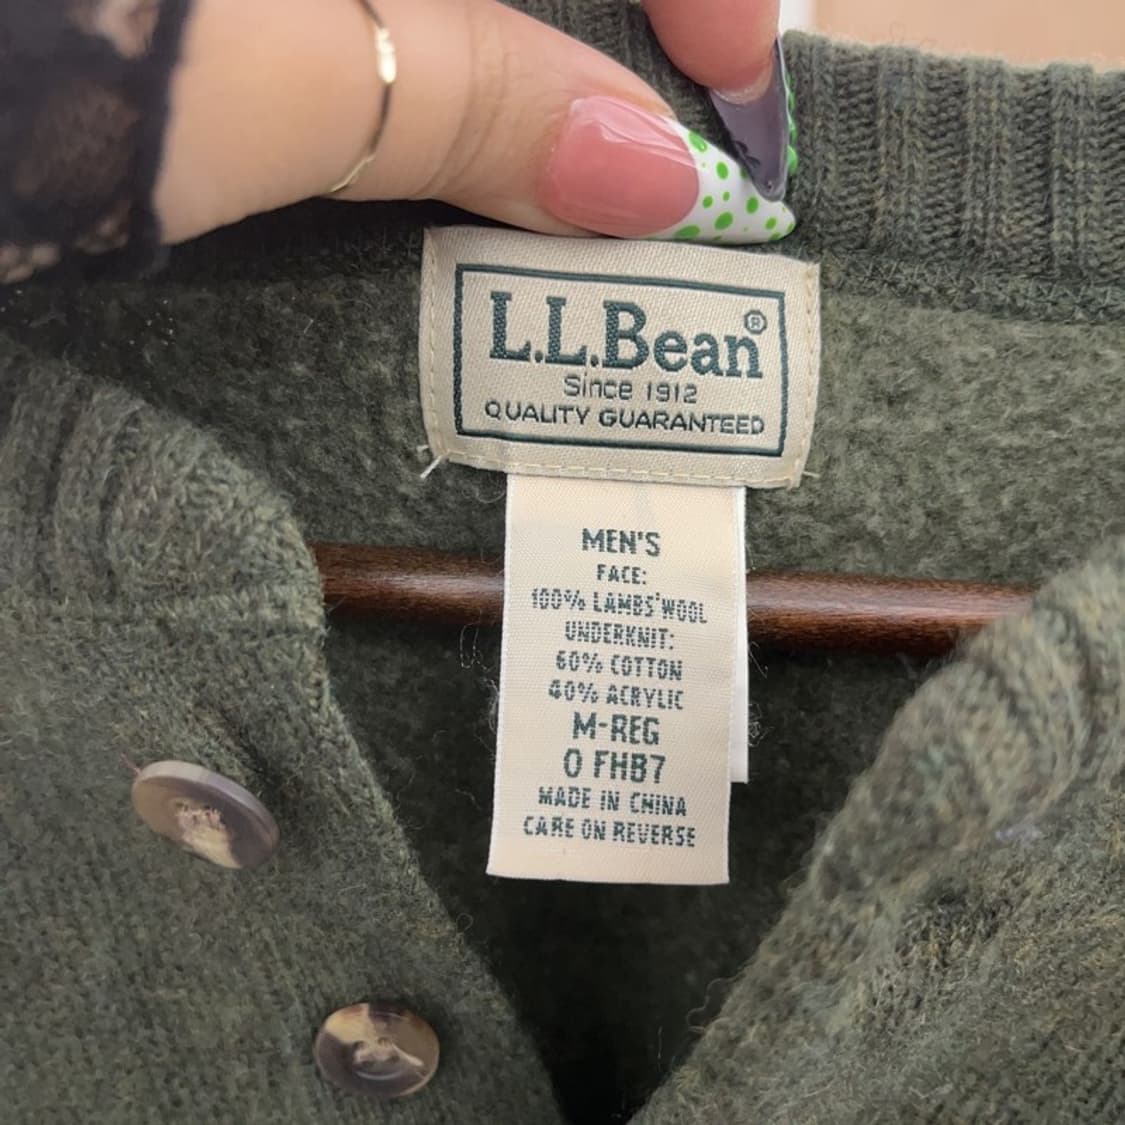 L.L.Bean®
Since 1912
QUALITY GUARANTEED
MEN'S
FACE:
100% LAMBS'WOOL
UNDERKNIT:
60% COTTON
40% ACRYLIC
M-REG
0 FHB7
MADE IN CHINA
CARE ON REVERSE